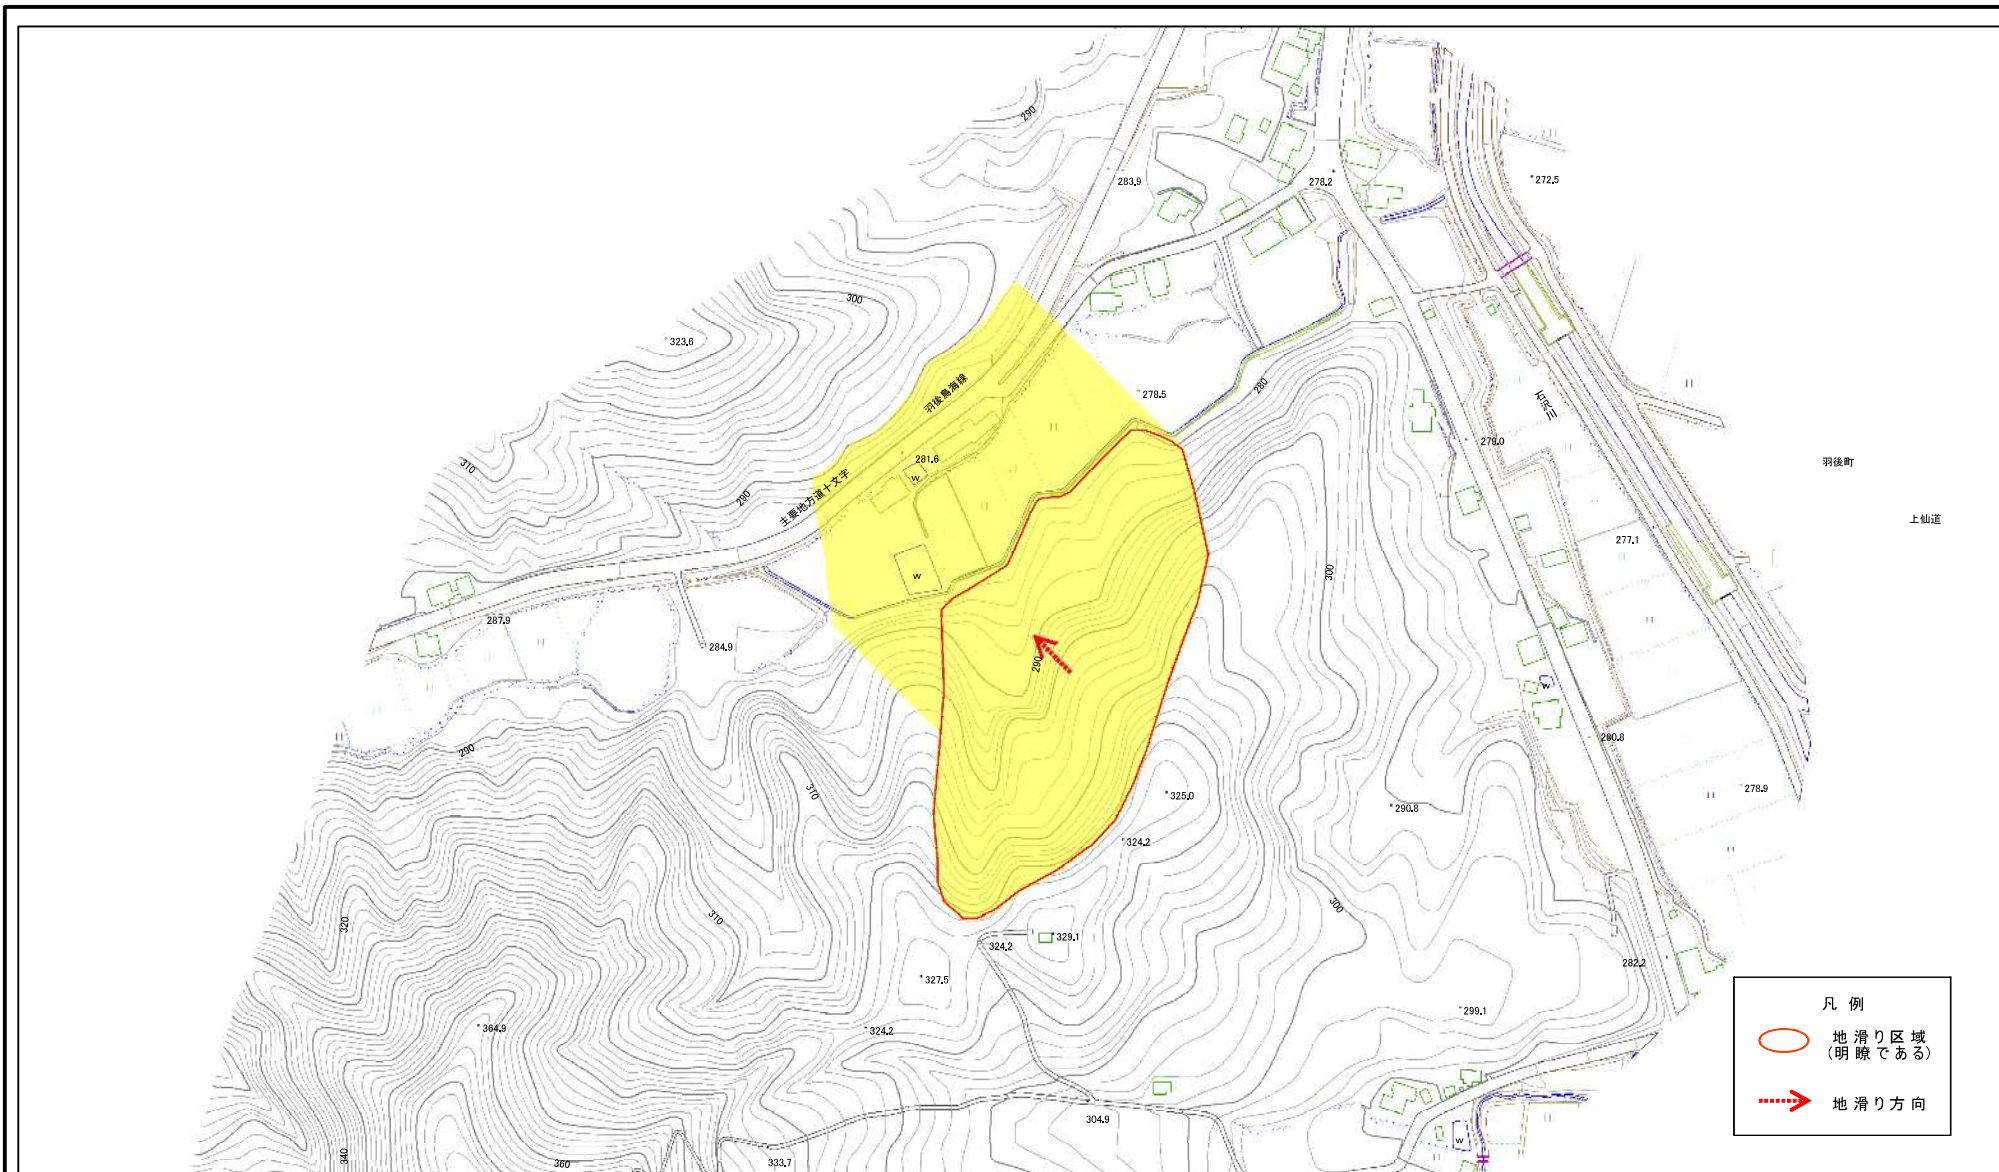 290
283.9
278.2
272.5
300
323.6
羽後鳥海線
278.5
280
石沢川
279.0
310
281.6
W
羽後町
290
主要地方道十文字
上仙道
277.1
W
300
287.9
284.9
290
W
290
280.8
310
325.0
278.9
290.8
324.2
320
310
300
324.2
329.1
282.2
327.5
凡 例
364.9
324.2
299.1
地滑り区域
(明瞭である)
地滑り方向
304.9
W
340
360
333.7